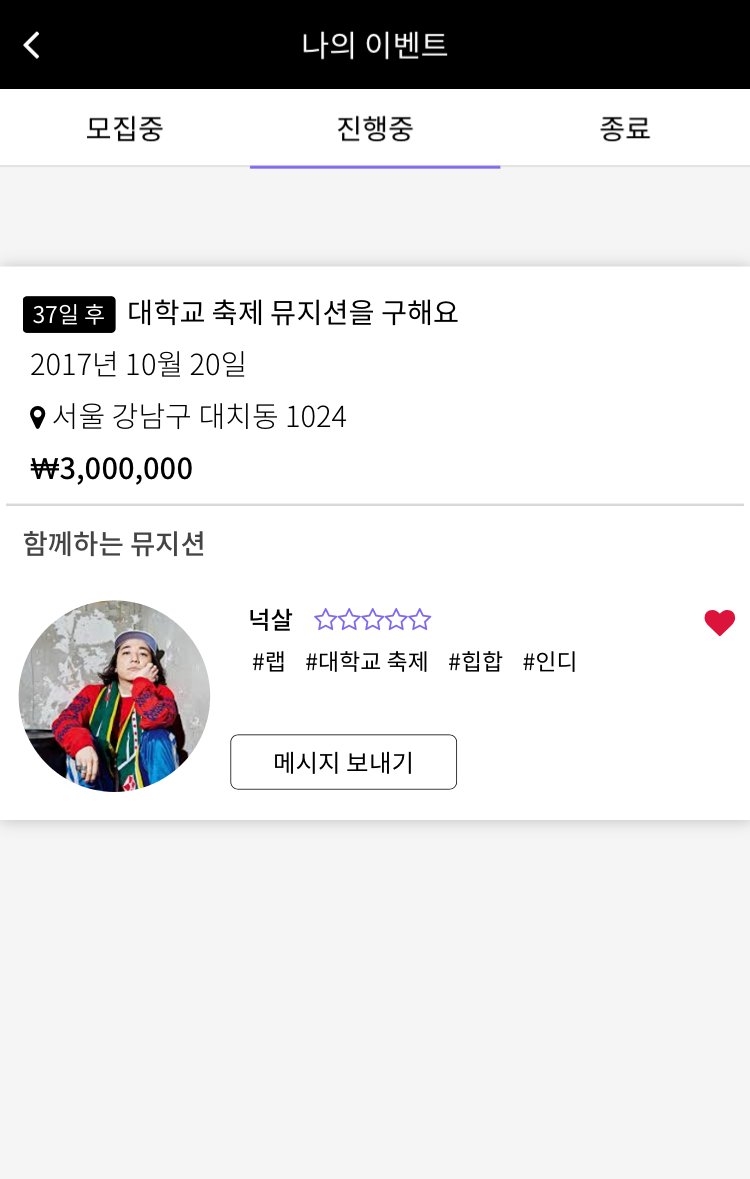 나의 이벤트
모집중 진행중 종료
37일 후 대학교 축제 뮤지션을 구해요
2017년 10월 20일
서울 강남구 대치동 1024
₩3,000,000
함께하는 뮤지션
넉살
#랩 #대학교 축제 #힙합 #인디
메시지 보내기